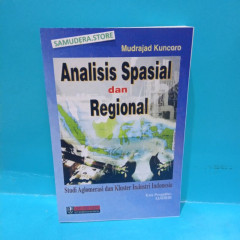 SAMUDERA.STORE
Mudrajad Kuncoro
Analisis Spasial
dan
Regional
Studi Aglomerasi dan Kluster Industri Indonesia